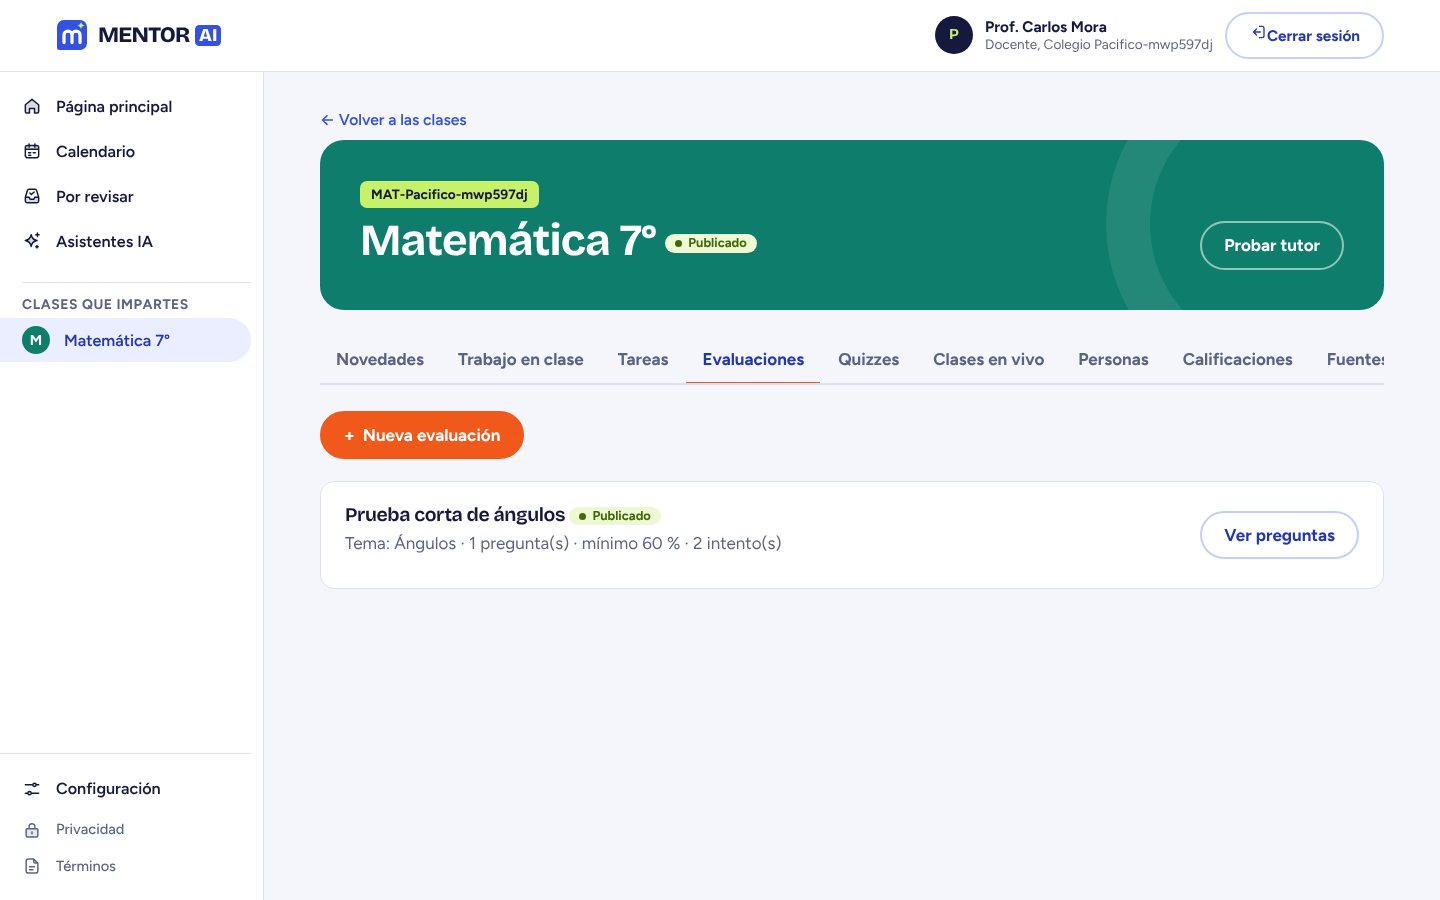 m MENTOR AI
P
Prof. Carlos Mora
Docente, Colegio Pacifico-mwp597dj
Cerrar sesión
Página principal
Calendario
Por revisar
Asistentes IA
CLASES QUE IMPARTES
M Matemática 7°
Configuración
Privacidad
Términos
← Volver a las clases
MAT-Pacifico-mwp597dj
Matemática 7° Publicado
Probar tutor
Novedades Trabajo en clase Tareas Evaluaciones Quizzes Clases en vivo Personas Calificaciones Fuentes
+ Nueva evaluación
Prueba corta de ángulos Publicado
Tema: Ángulos · 1 pregunta(s) · mínimo 60 % · 2 intento(s)
Ver preguntas